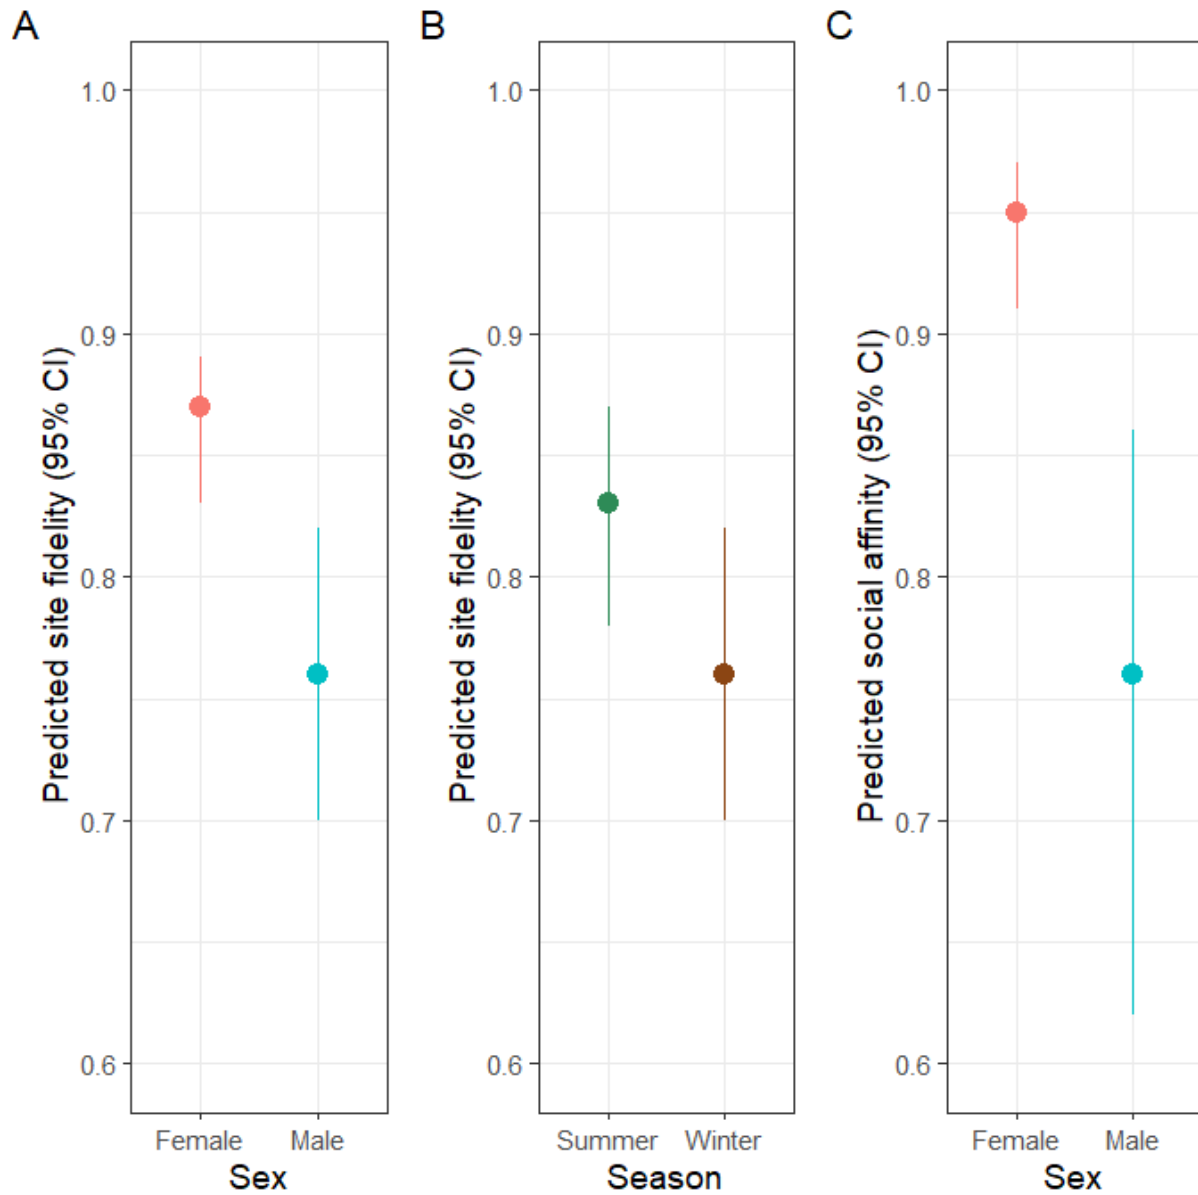 A
Predicted site fidelity (95% CI)
1.0
0.9
0.8
0.7
0.6
Female Male
Sex
B
Predicted site fidelity (95% CI)
1.0
0.9
0.8
0.7
0.6
Summer Winter
Season
C
Predicted social affinity (95% CI)
1.0
0.9
0.8
0.7
0.6
Female Male
Sex